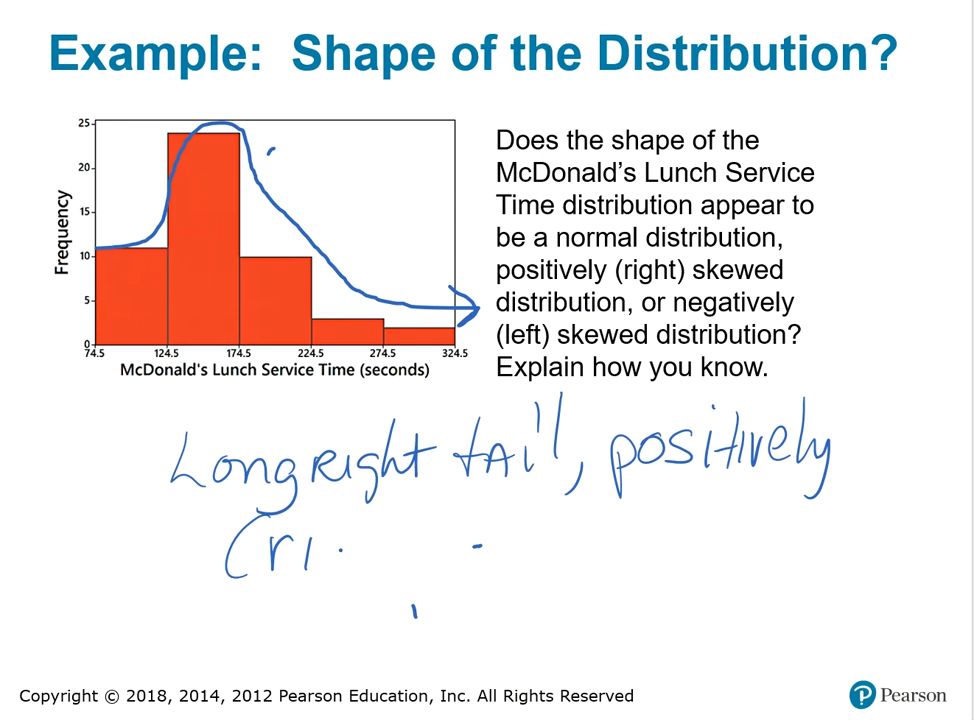 Example: Shape of the Distribution?
25
20
15
10
5
0
Frequency
74.5 124.5 174.5 224.5 274.5 324.5
McDonald's Lunch Service Time (seconds)
Does the shape of the
McDonald’s Lunch Service
Time distribution appear to
be a normal distribution,
positively (right) skewed
distribution, or negatively
(left) skewed distribution?
Explain how you know.
Long Right tAil, positively
(ri
Copyright © 2018, 2014, 2012 Pearson Education, Inc. All Rights Reserved
P Pearson